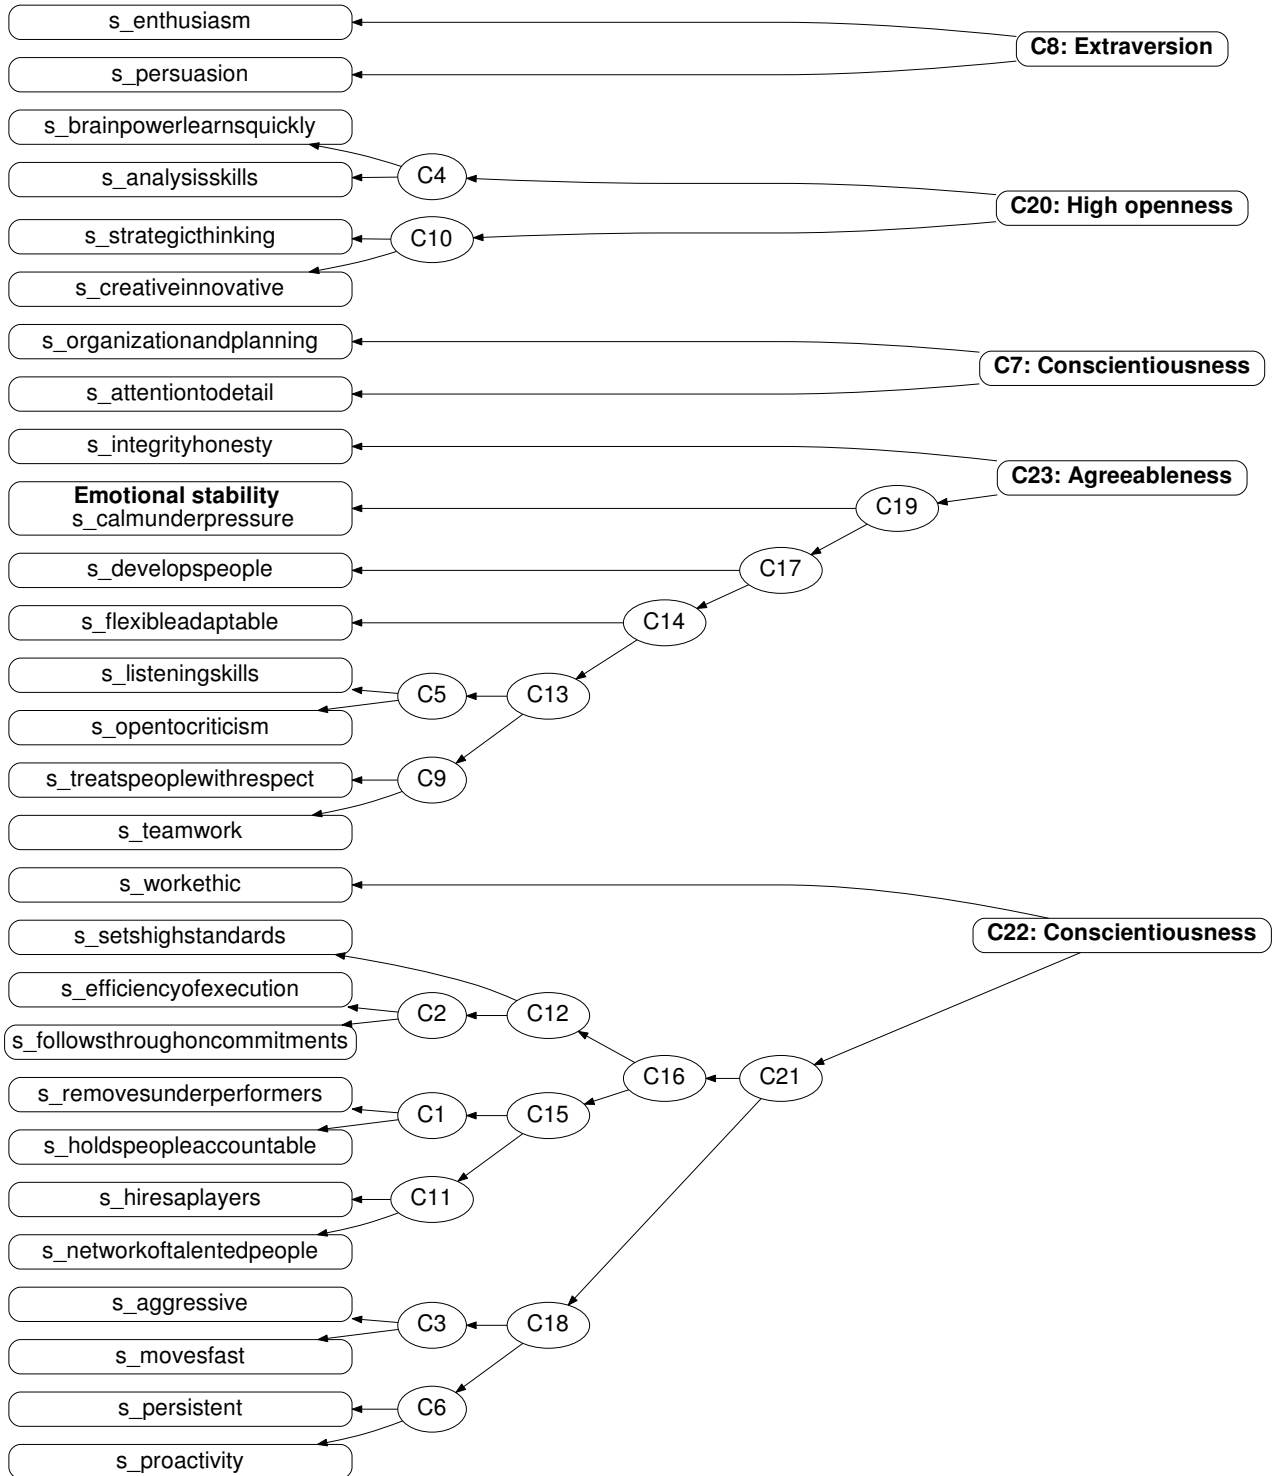 s_enthusiasm
C8: Extraversion
s_persuasion
s_brainpowerlearnsquickly
s_analysisskills
C4
C20: High openness
s_strategicthinking
C10
s_creativeinnovative
s_organizationandplanning
C7: Conscientiousness
s_attentiontodetail
s_integrityhonesty
C23: Agreeableness
Emotional stability
s_calmunderpressure
C19
s_developspeople
C17
s_flexibleadaptable
C14
s_listeningskills
C5
C13
s_opentocriticism
s_treatspeoplewithrespect
C9
s_teamwork
s_workethic
C22: Conscientiousness
s_setshighstandards
s_efficiencyofexecution
C2
C12
s_followsthroughoncommitments
C16
C21
s_removesunderperformers
C1
C15
s_holdspeopleaccountable
s_hiresaplayers
C11
s_networkoftalentedpeople
s_aggressive
C3
C18
s_movesfast
s_persistent
C6
s_proactivity